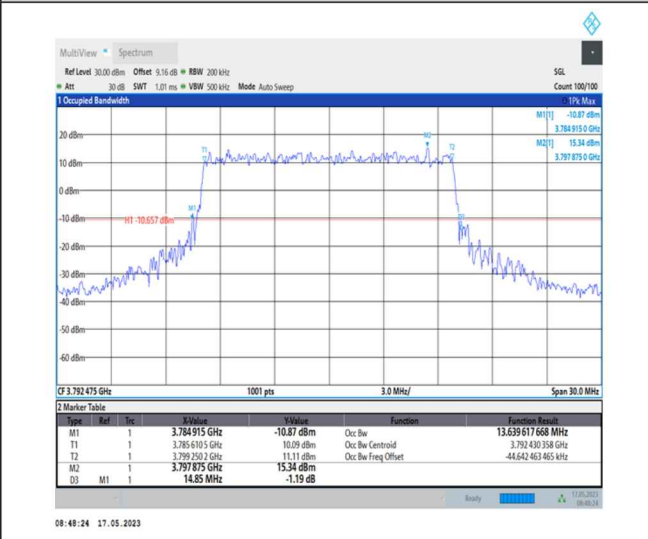 MultiView Spectrum
Ref Level 30.00 dBm Offset 9.16 dB RBW 200 kHz SGL
Att 30 dB SWT 1.01 ms VBW 500 kHz Mode Auto Sweep Count 100/100
1 Occupied Bandwidth 1Pk Max
M1[1] -10.87 dBm
3.784 915 0 GHz
M2[1] 15.34 dBm
3.797 875 0 GHz
20 dBm
M2
T1 T2
10 dBm
0 dBm
M1
-10 dBm H1 -10.657 dBm
-20 dBm
-30 dBm
-40 dBm
-50 dBm
-60 dBm
CF 3.792 475 GHz 1001 pts 3.0 MHz/ Span 30.0 MHz
2 Marker Table
Type Ref Trc X-Value Y-Value Function Function Result
M1 1 3.784 915 GHz -10.87 dBm Occ Bw 13.639 617 668 MHz
T1 1 3.785 610 5 GHz 10.09 dBm Occ Bw Centroid 3.792 430 358 GHz
T2 1 3.799 250 2 GHz 11.11 dBm Occ Bw Freq Offset -44.642 463 465 kHz
M2 1 3.797 875 GHz 15.34 dBm
D3 M1 1 14.85 MHz -1.19 dB
Ready 17.05.2023
08:48:24
08:48:24 17.05.2023